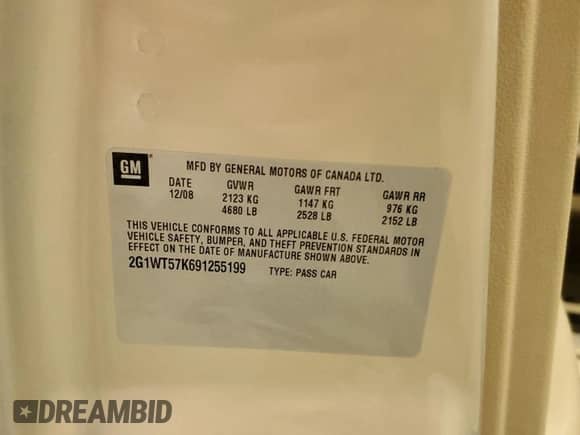 GM
MFD BY GENERAL MOTORS OF CANADA LTD.
DATE GVWR GAWR FRT GAWR RR
12/08 2123 KG 1147 KG 976 KG
4680 LB 2528 LB 2152 LB
THIS VEHICLE CONFORMS TO ALL APPLICABLE U.S. FEDERAL MOTOR
VEHICLE SAFETY, BUMPER, AND THEFT PREVENTION STANDARDS IN
EFFECT ON THE DATE OF MANUFACTURE SHOWN ABOVE.
2G1WT57K691255199 TYPE: PASS CAR
DREAMBID